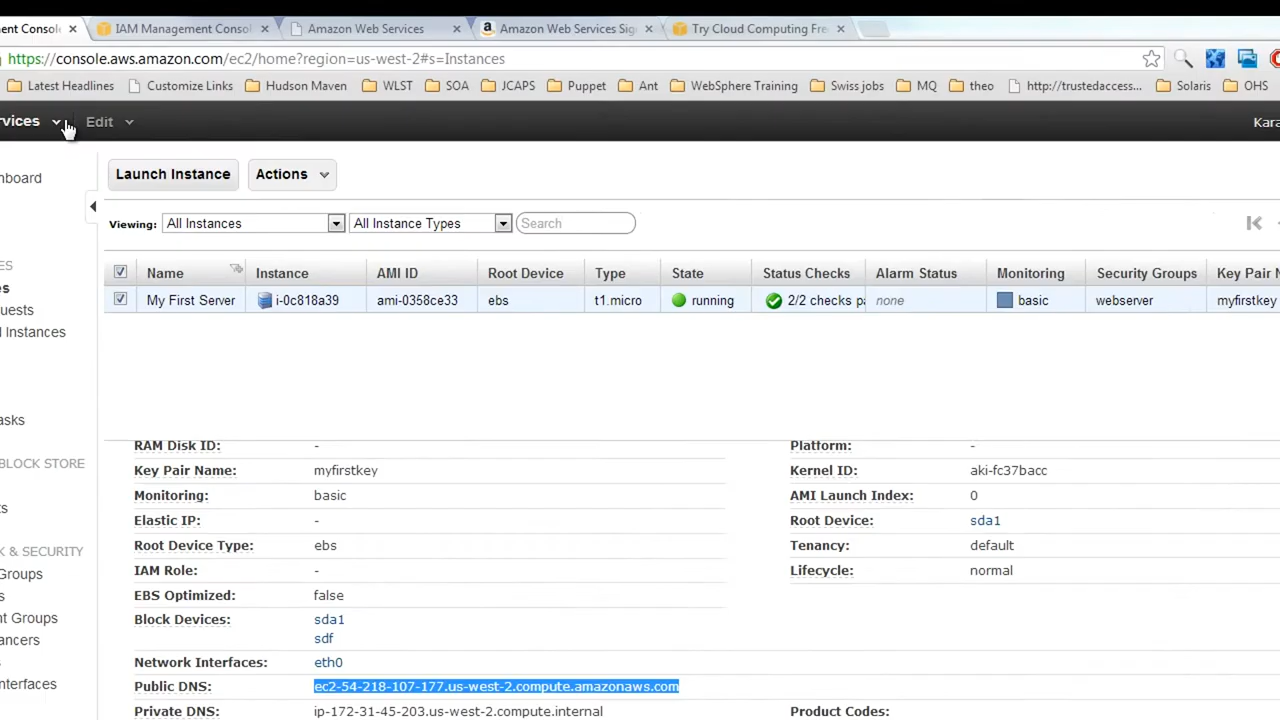 ment Consol
IAM Management Consol
Amazon Web Services
Amazon Web Services Sig
Try Cloud Computing Fre
https://console.aws.amazon.com/ec2/home?region=us-west-2#s=Instances
Latest Headlines
Customize Links
Hudson Maven
WLST
SOA
JCAPS
Puppet
Ant
WebSphere Training
Swiss jobs
MQ
theo
http://trustedaccess...
Solaris
OHS
rvices
Edit
Kara
nboard
Launch Instance
Actions
Viewing:
All Instances
All Instance Types
Search
ES
es
uests
d Instances
asks
BLOCK STORE
ts
K & SECURITY
Groups
s
nt Groups
ancers
s
nterfaces
Name
Instance
AMI ID
Root Device
Type
State
Status Checks
Alarm Status
Monitoring
Security Groups
Key Pair N
My First Server
i-0c818a39
ami-0358ce33
ebs
t1.micro
running
2/2 checks pa
none
basic
webserver
myfirstkey
RAM Disk ID: -
Platform: -
Key Pair Name: myfirstkey
Kernel ID: aki-fc37bacc
Monitoring: basic
AMI Launch Index: 0
Elastic IP: -
Root Device: sda1
Root Device Type: ebs
Tenancy: default
IAM Role: -
Lifecycle: normal
EBS Optimized: false
Block Devices: sda1
sdf
Network Interfaces: eth0
Public DNS: ec2-54-218-107-177.us-west-2.compute.amazonaws.com
Private DNS: ip-172-31-45-203.us-west-2.compute.internal
Product Codes: